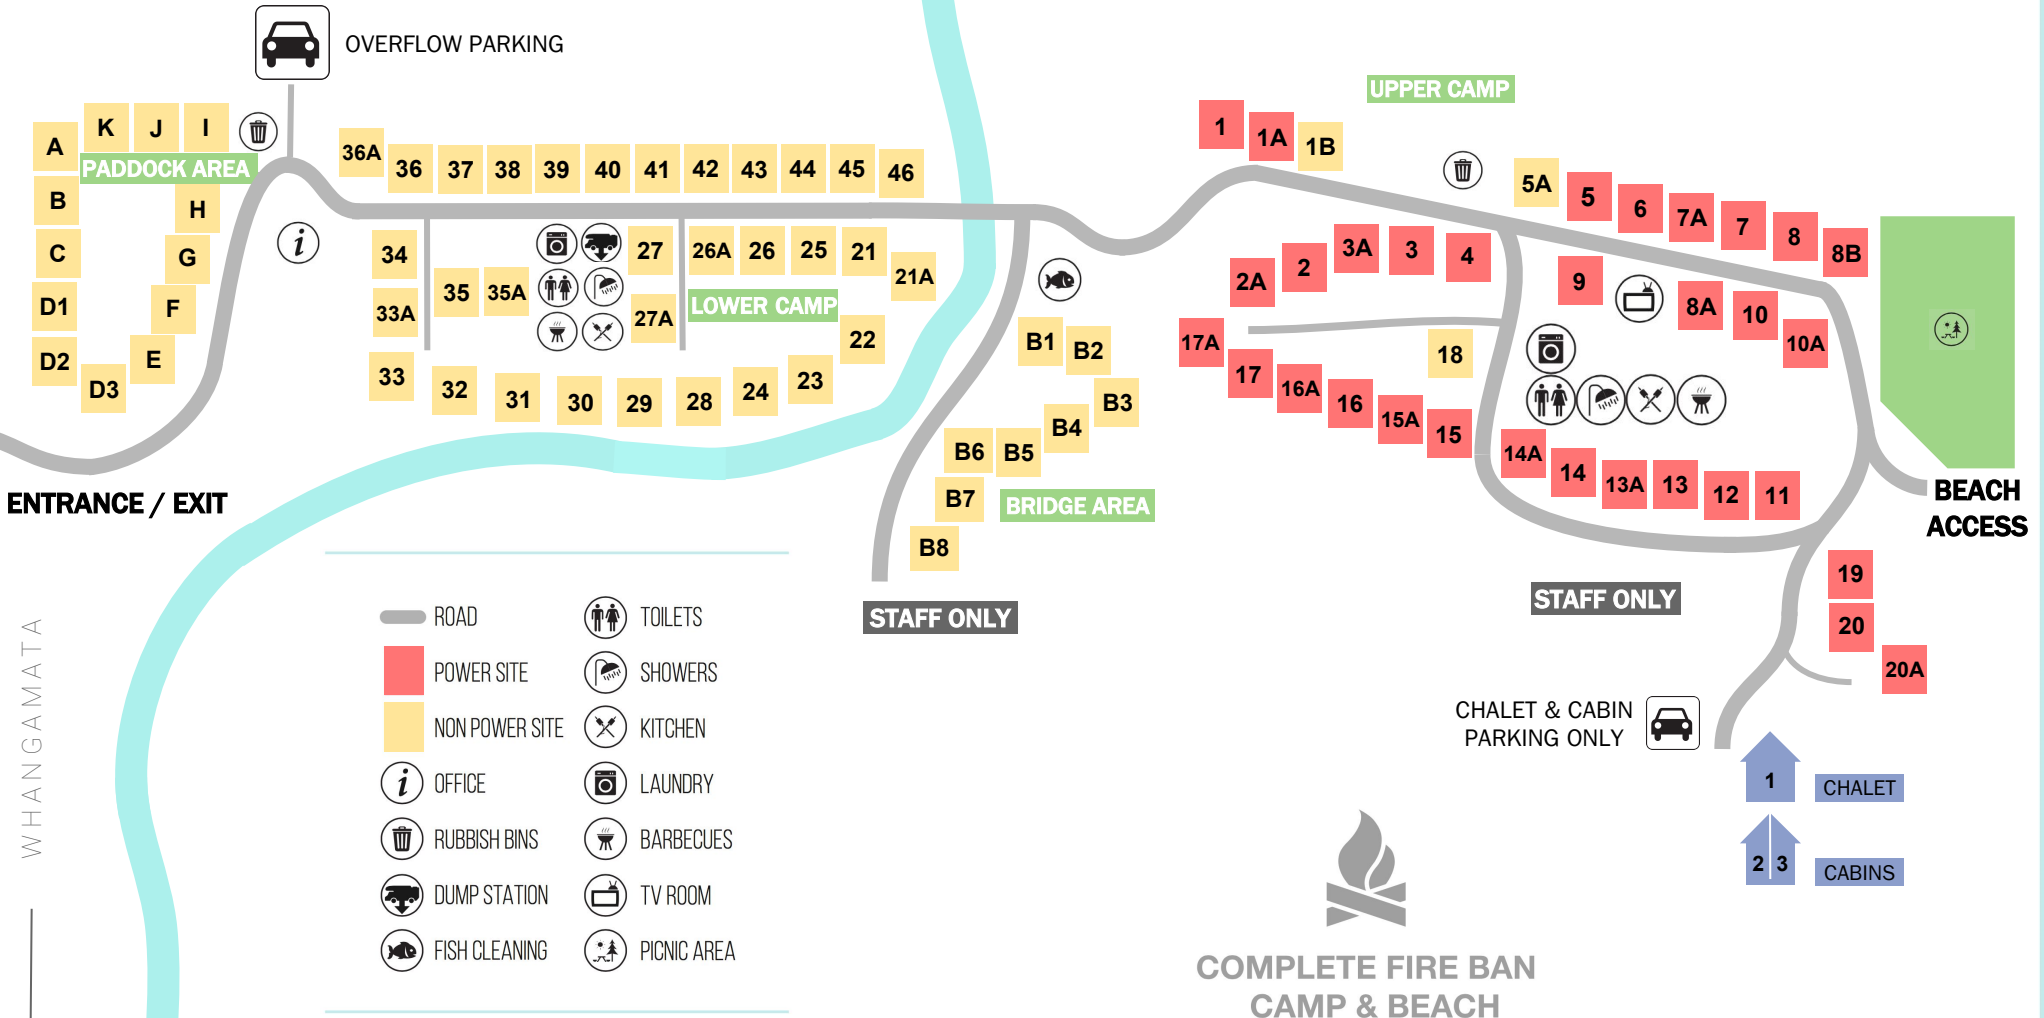 OVERFLOW PARKING
UPPER CAMP
K J I
A
PADDOCK AREA
B
H
C
G
D1
F
D2
E
D3
36A 36 37 38 39 40 41 42 43 44 45 46
34
27
26A 26 25 21
21A
35 35A
33A
27A
LOWER CAMP
22
33
32 31 30 29 28 24 23
ENTRANCE / EXIT
B1 B2
B3
B4
B6 B5
B7
BRIDGE AREA
B8
STAFF ONLY
1 1A 1B
5A 5 6 7A 7 8 8B
2A 2 3A 3 4
9
8A 10 10A
17A 17 16A 16 15A 15
18
14A 14 13A 13 12 11
BEACH
ACCESS
STAFF ONLY
19
20
20A
CHALET & CABIN
PARKING ONLY
1
CHALET
2 3
CABINS
WHANGAMATA
ROAD
POWER SITE
NON POWER SITE
OFFICE
RUBBISH BINS
DUMP STATION
FISH CLEANING
TOILETS
SHOWERS
KITCHEN
LAUNDRY
BARBECUES
TV ROOM
PICNIC AREA
COMPLETE FIRE BAN
CAMP & BEACH